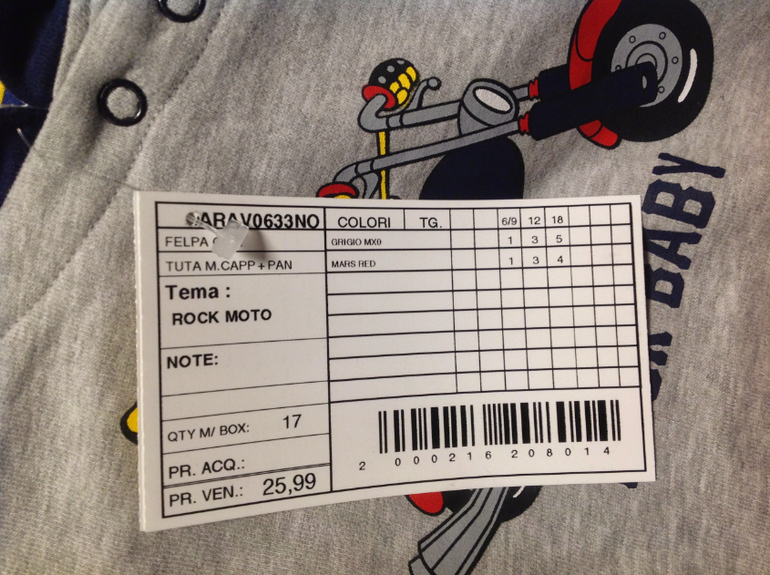 ARAV0633NO COLORI TG. 6/9 12 18
FELPA GRIGIO MX0 1 3 5
TUTA M.CAPP + PAN MARS RED 1 3 4
Tema :
ROCK MOTO
NOTE:
QTY M/ BOX: 17
PR. ACQ.:
PR. VEN.: 25,99
2 000216 208014
BABY